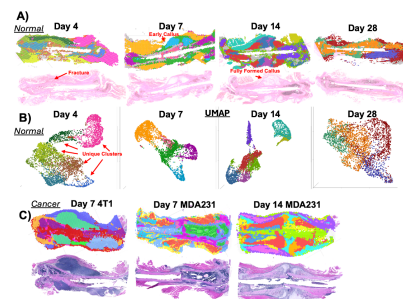 A)
Normal
Day 4
Day 7
Day 14
Day 28
Early Callus
Fracture
Fully Formed Callus
B)
Normal
Day 4
Day 7
UMAP
Day 14
Day 28
Unique Clusters
Cancer
C)
Day 7 4T1
Day 7 MDA231
Day 14 MDA231